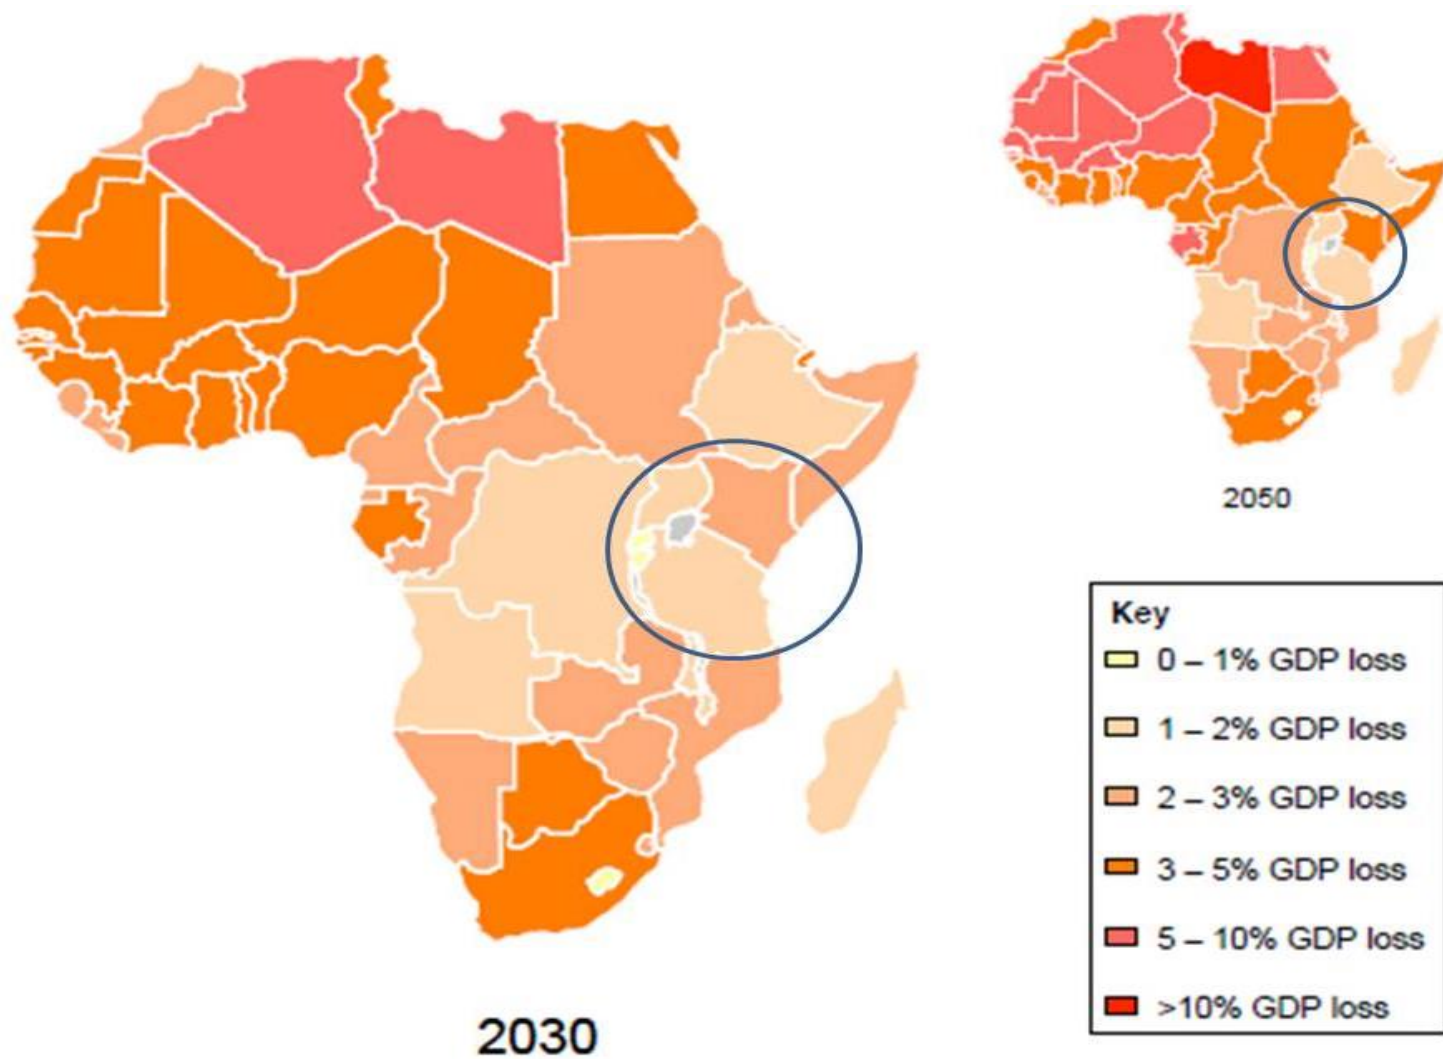 2050
Key
0 – 1% GDP loss
1 – 2% GDP loss
2 – 3% GDP loss
3 – 5% GDP loss
5 – 10% GDP loss
>10% GDP loss
2030